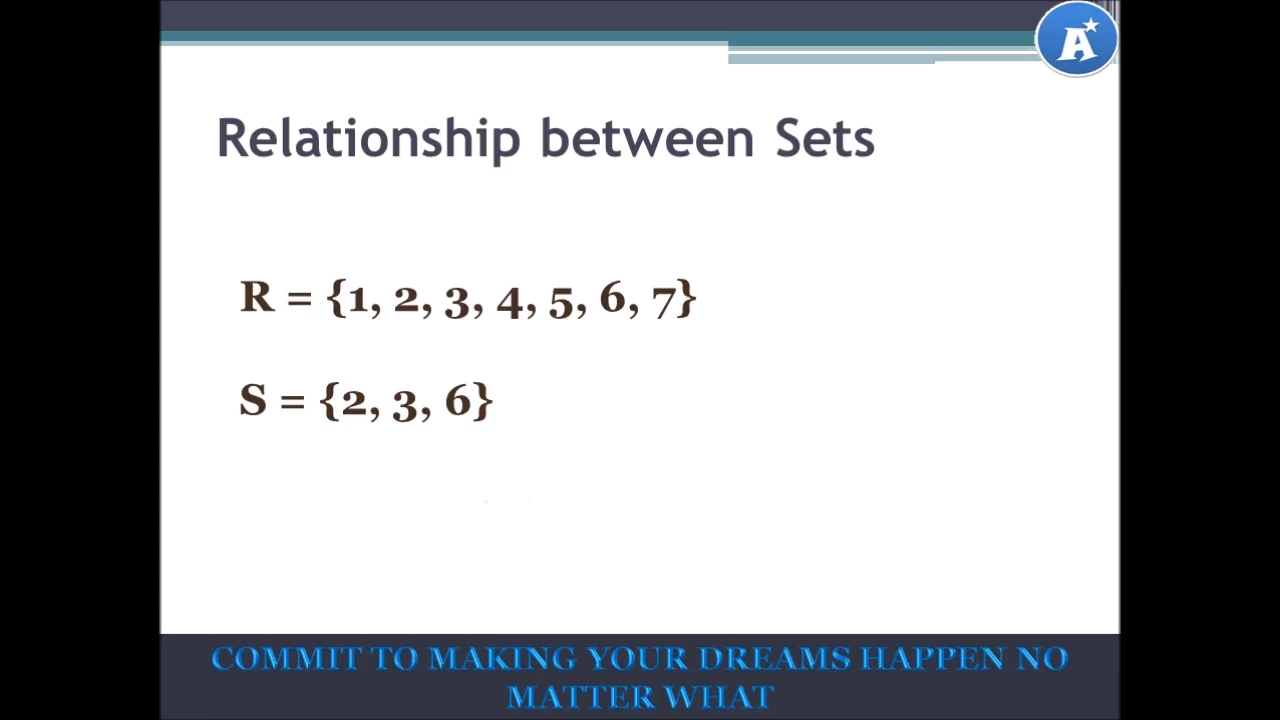 A
Relationship between Sets
R = {1, 2, 3, 4, 5, 6, 7}
S = {2, 3, 6}
COMMIT TO MAKING YOUR DREAMS HAPPEN NO
MATTER WHAT